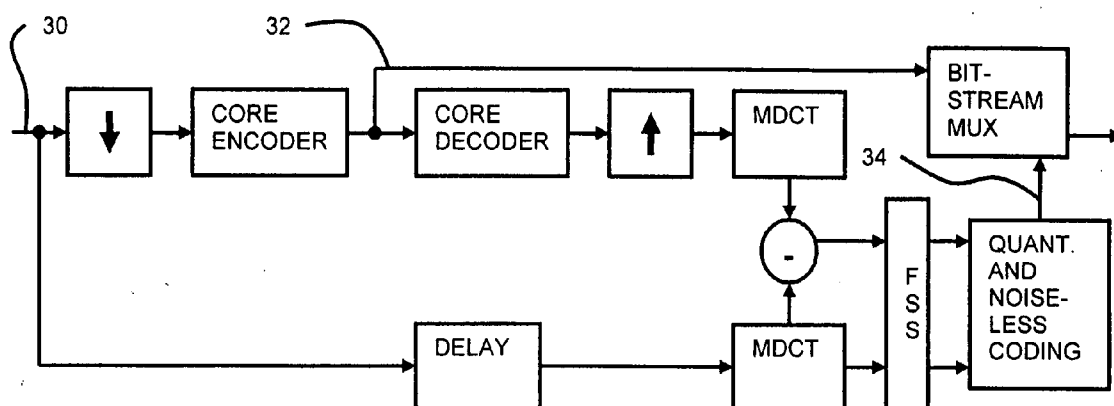 30
32
CORE
ENCODER
CORE
DECODER
MDCT
BIT-
STREAM
MUX
34
-
F
S
S
QUANT.
AND
NOISE-
LESS
CODING
DELAY
MDCT